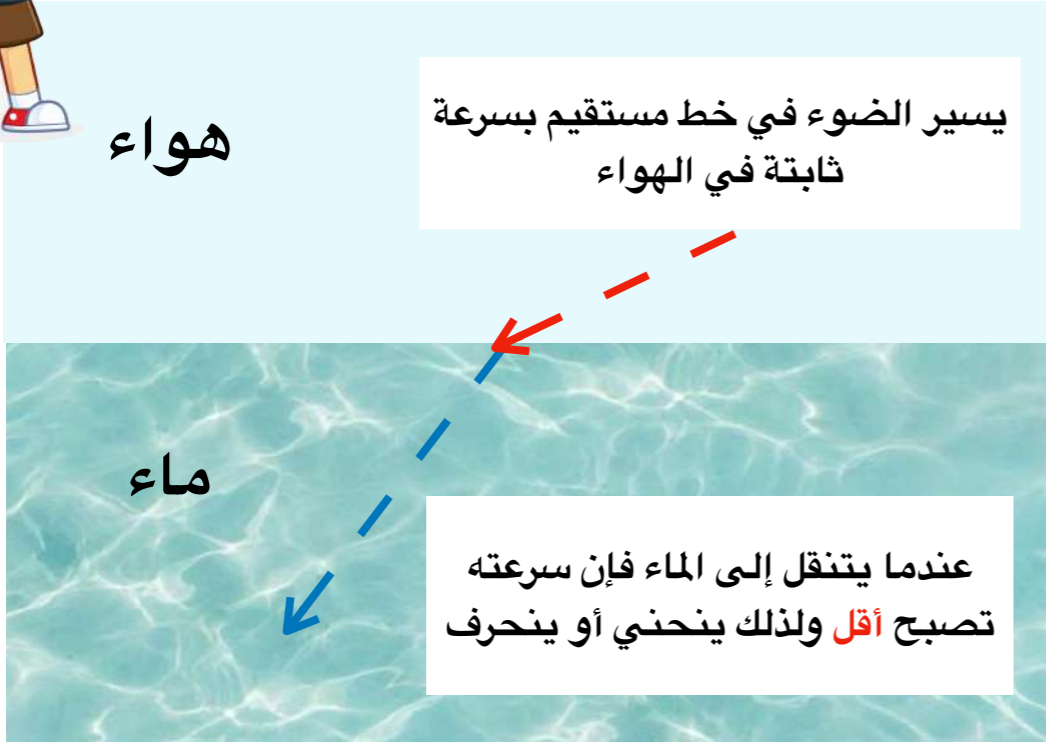 هواء
يسير الضوء في خط مستقيم بسرعة
ثابتة في الهواء
ماء
عندما يتنقل إلى الماء فإن سرعته
تصبح أقل ولذلك ينحني أو ينحرف